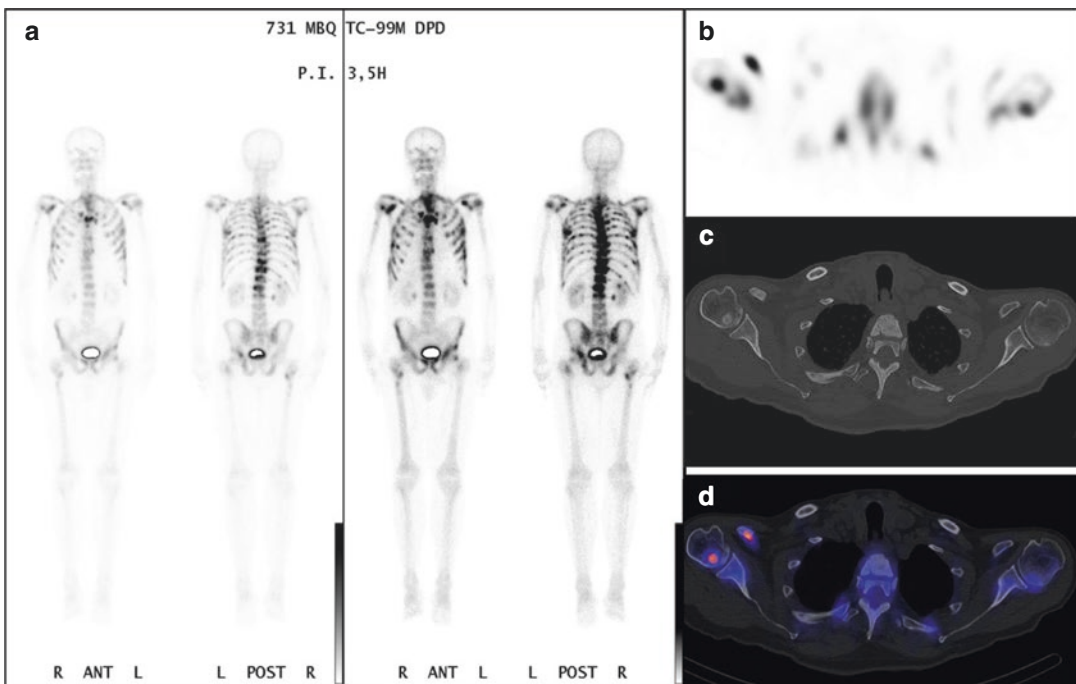 a
731 MBQ TC-99M DPD
P.I. 3,5H
R ANT L
L POST R
R ANT L
L POST R
b
c
d